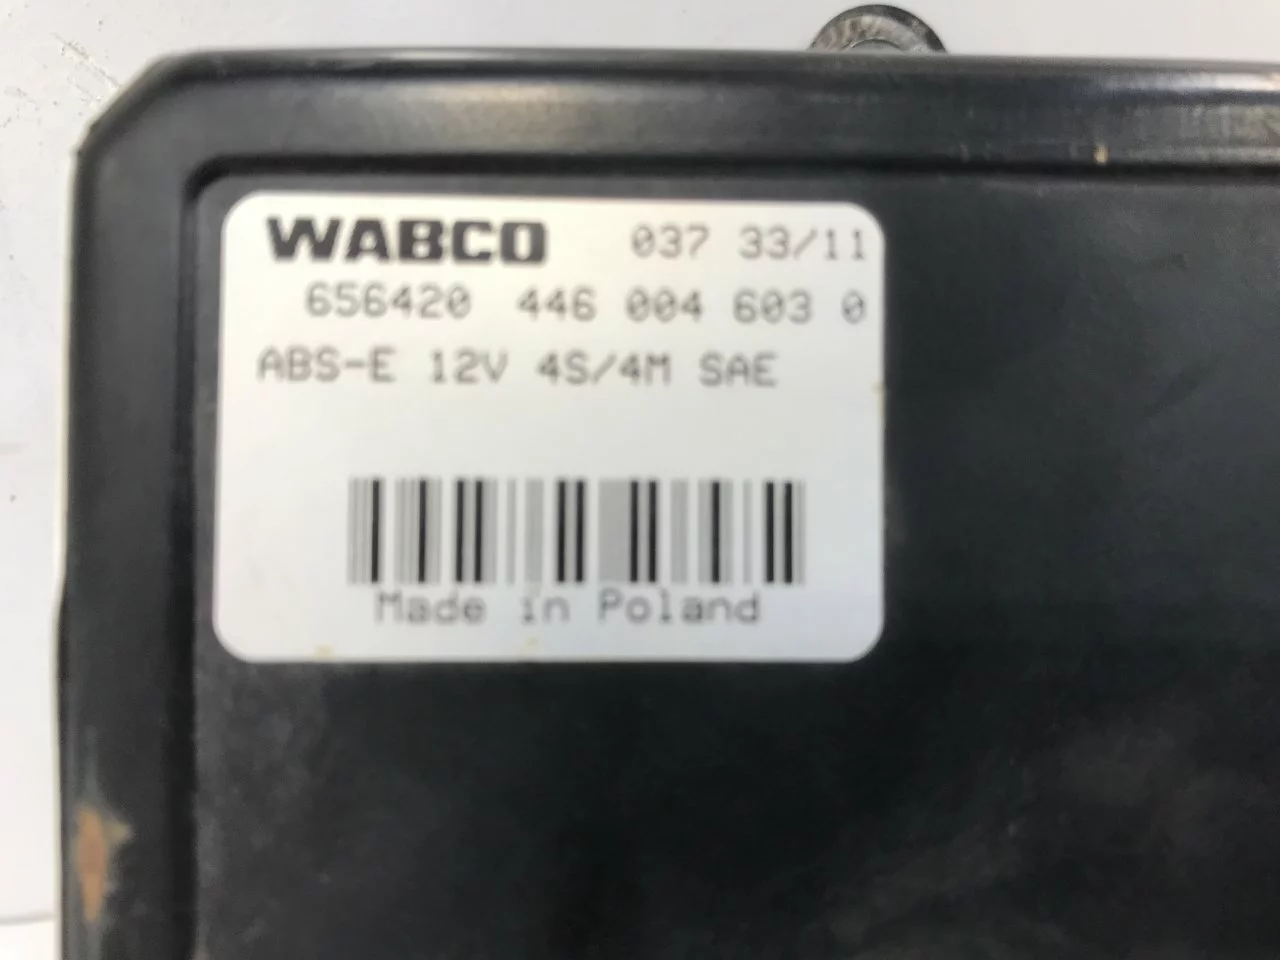 WABCO 037 33/11
656420 446 004 603 0
ABS-E 12V 4S/4M SAE
Made in Poland